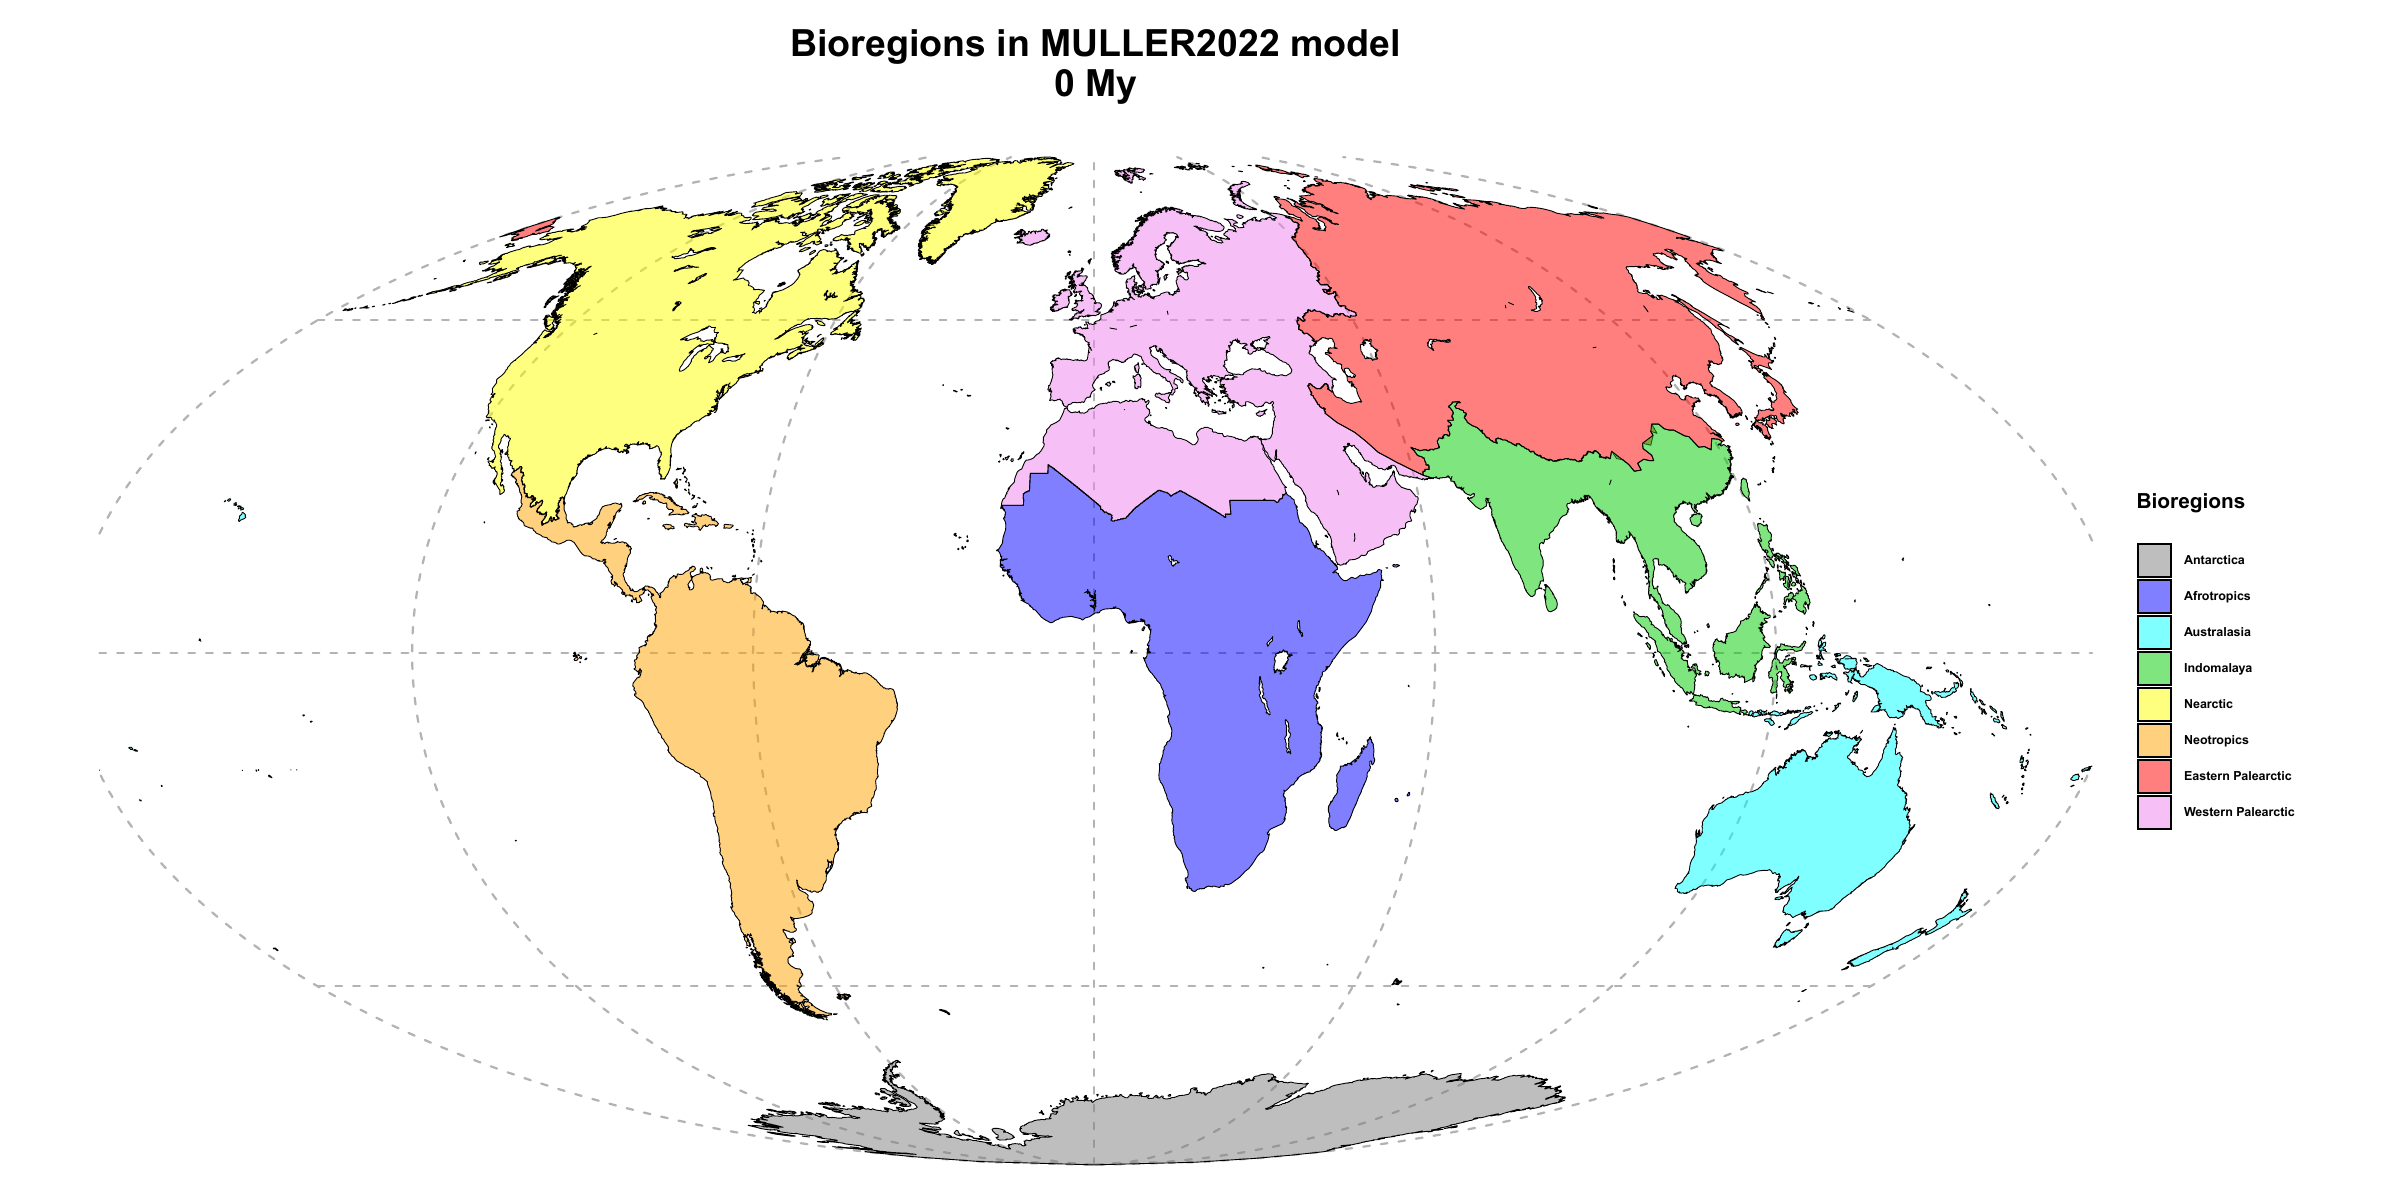 Bioregions in MULLER2022 model
0 My
Bioregions
Antarctica
Afrotropics
Australasia
Indomalaya
Nearctic
Neotropics
Eastern Palearctic
Western Palearctic